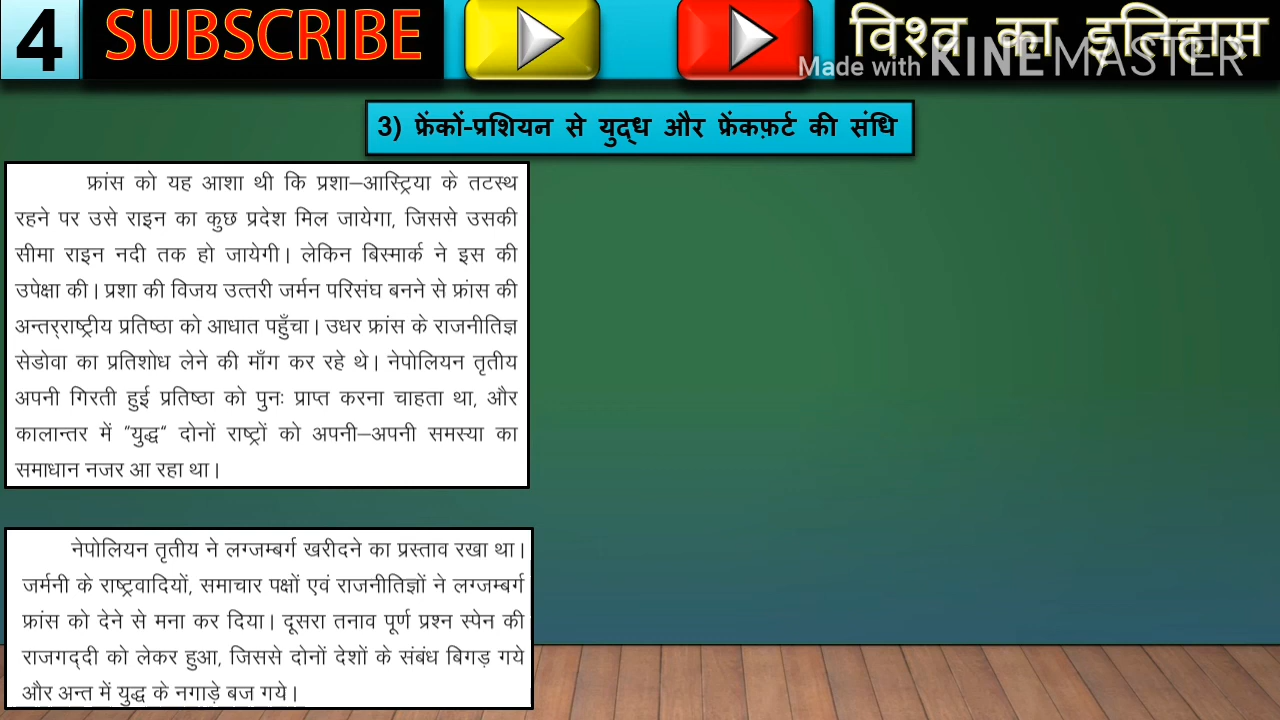 4
SUBSCRIBE
विश्व का इतिहास
Made with KINEMASTER
3) फ्रेंकों-प्रशियन से युद्ध और फ्रेंकफ़र्ट की संधि
फ्रांस को यह आशा थी कि प्रशा–आस्ट्रिया के तटस्थ
रहने पर उसे राइन का कुछ प्रदेश मिल जायेगा, जिससे उसकी
सीमा राइन नदी तक हो जायेगी। लेकिन बिस्मार्क ने इस की
उपेक्षा की। प्रशा की विजय उत्तरी जर्मन परिसंघ बनने से फ्रांस की
अन्तर्राष्ट्रीय प्रतिष्ठा को आधात पहुँचा। उधर फ्रांस के राजनीतिज्ञ
सेडोवा का प्रतिशोध लेने की माँग कर रहे थे। नेपोलियन तृतीय
अपनी गिरती हुई प्रतिष्ठा को पुनः प्राप्त करना चाहता था, और
कालान्तर में "युद्ध" दोनों राष्ट्रों को अपनी–अपनी समस्या का
समाधान नजर आ रहा था।
नेपोलियन तृतीय ने लग्जम्बर्ग खरीदने का प्रस्ताव रखा था।
जर्मनी के राष्ट्रवादियों, समाचार पक्षों एवं राजनीतिज्ञों ने लग्जम्बर्ग
फ्रांस को देने से मना कर दिया। दूसरा तनाव पूर्ण प्रश्न स्पेन की
राजगद्दी को लेकर हुआ, जिससे दोनों देशों के संबंध बिगड़ गये
और अन्त में युद्ध के नगाड़े बज गये।